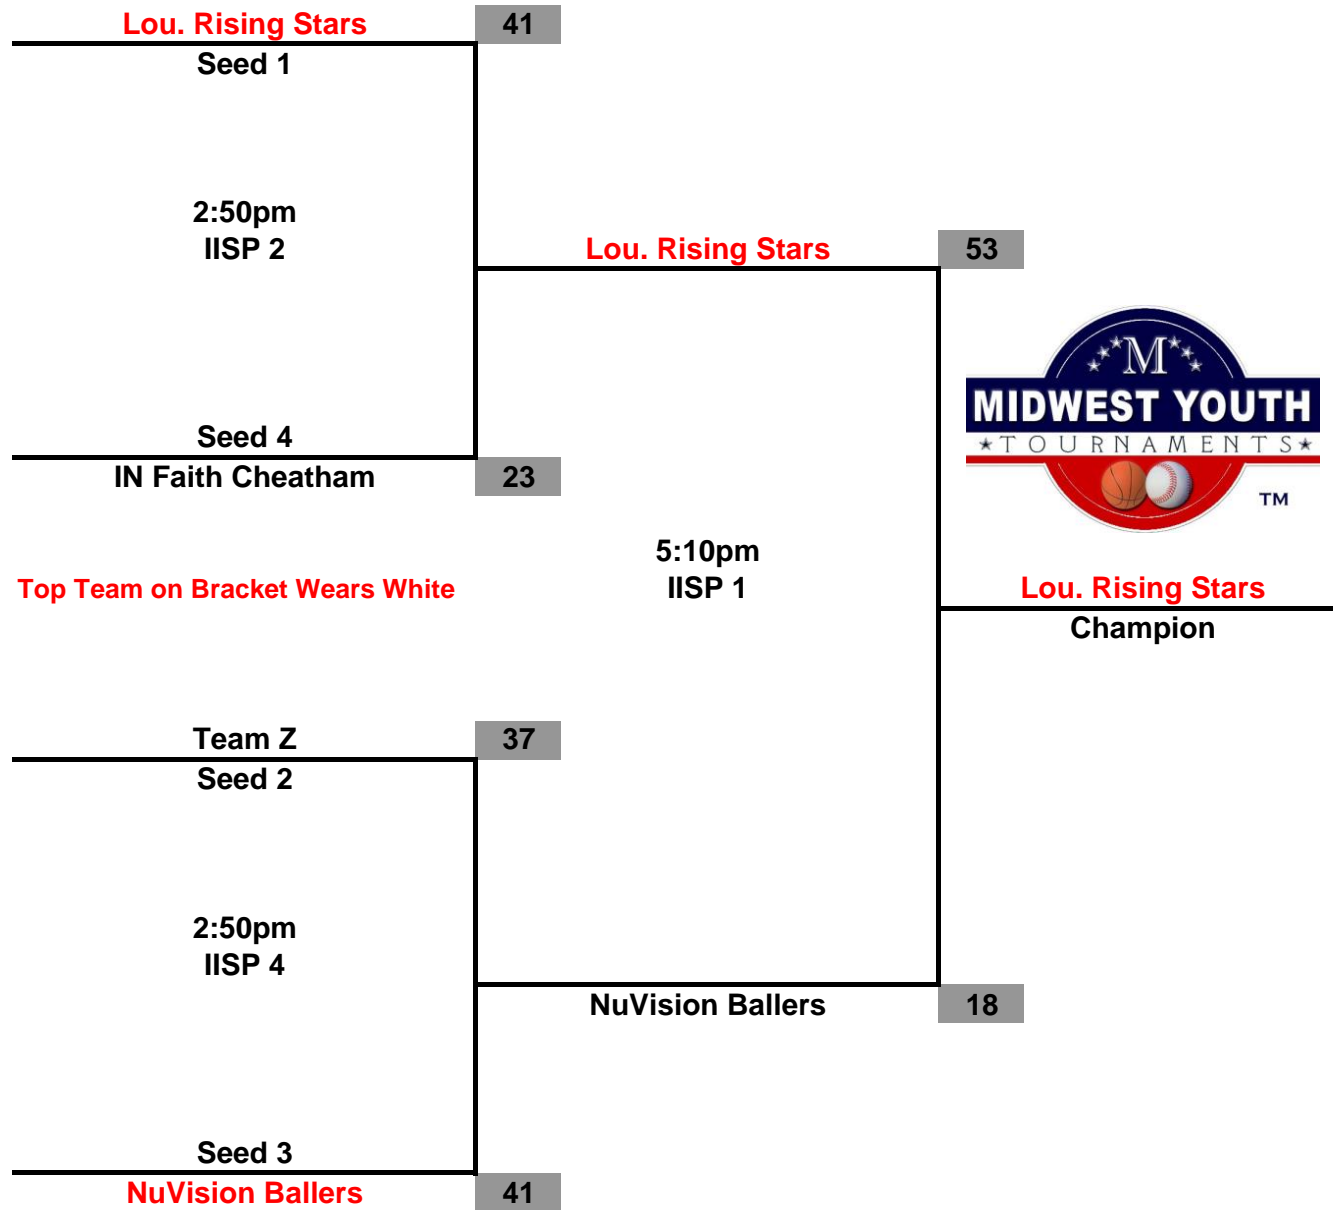 Lou. Rising Stars 41
Seed 1
2:50pm
IISP 2
Lou. Rising Stars 53
M
MIDWEST YOUTH
TOURNAMENTS
TM
Seed 4
IN Faith Cheatham 23
5:10pm
IISP 1
Top Team on Bracket Wears White
Lou. Rising Stars
Champion
Team Z 37
Seed 2
2:50pm
IISP 4
NuVision Ballers 18
Seed 3
NuVision Ballers 41